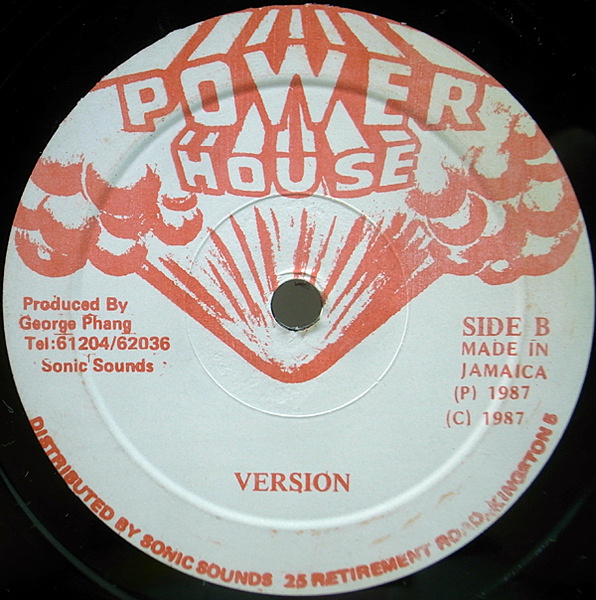 POWER
HOUSE
Produced By
George Phang
Tel:61204/62036
Sonic Sounds
SIDE B
MADE IN
JAMAICA
(P) 1987
(C) 1987
VERSION
DISTRIBUTED BY SONIC SOUNDS 25 RETIREMENT ROAD, KINGSTON 5